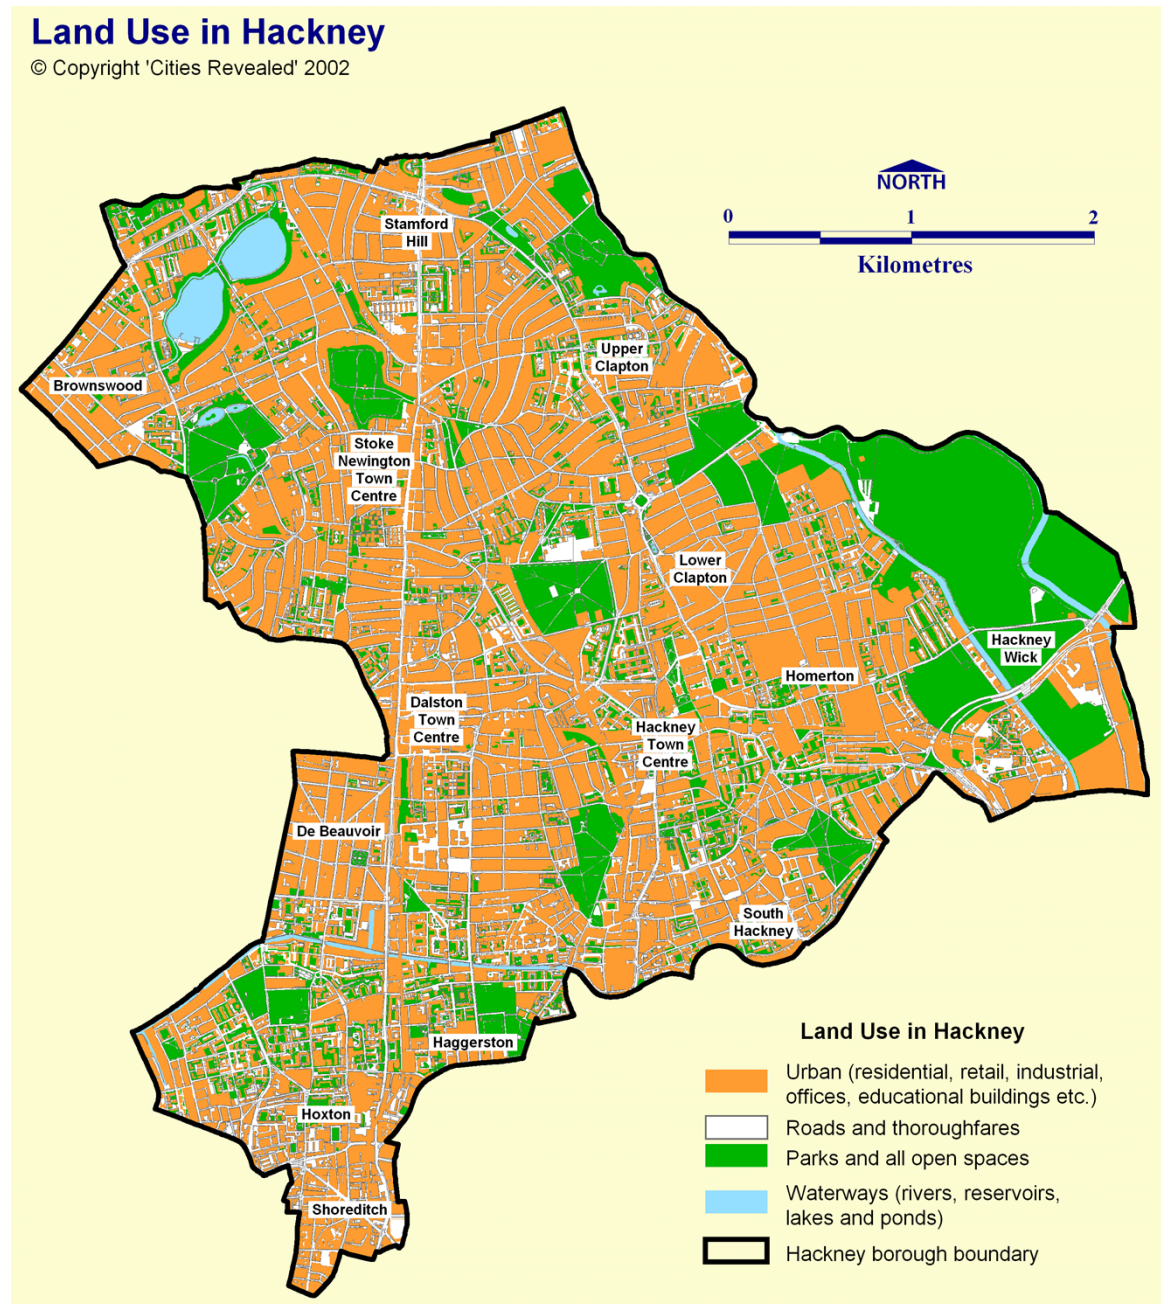 Land Use in Hackney
© Copyright 'Cities Revealed' 2002
NORTH
0 1 2
Kilometres
Stamford
Hill
Upper
Clapton
Brownswood
Stoke
Newington
Town
Centre
Lower
Clapton
Hackney
Wick
Homerton
Dalston
Town
Centre
Hackney
Town
Centre
De Beauvoir
South
Hackney
Haggerston
Hoxton
Shoreditch
Land Use in Hackney
Urban (residential, retail, industrial,
offices, educational buildings etc.)
Roads and thoroughfares
Parks and all open spaces
Waterways (rivers, reservoirs,
lakes and ponds)
Hackney borough boundary